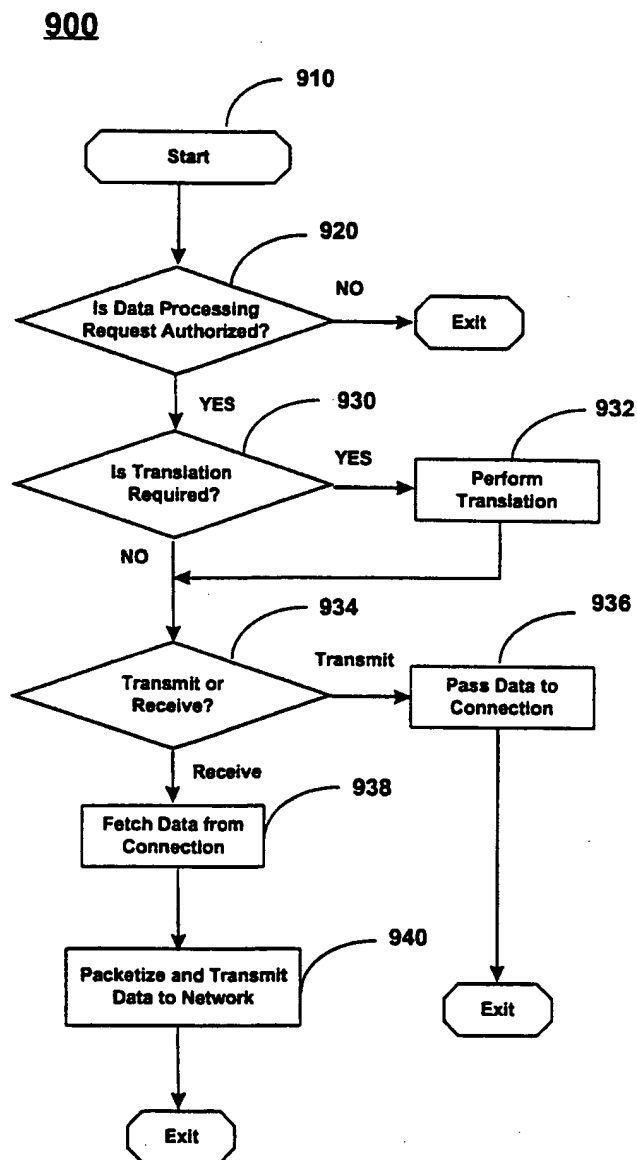 900
910
Start
920
Is Data Processing
Request Authorized?
NO
Exit
YES
930
Is Translation
Required?
YES
932
Perform
Translation
NO
934
Transmit or
Receive?
Transmit
936
Pass Data to
Connection
Receive
938
Fetch Data from
Connection
940
Packetize and Transmit
Data to Network
Exit
Exit